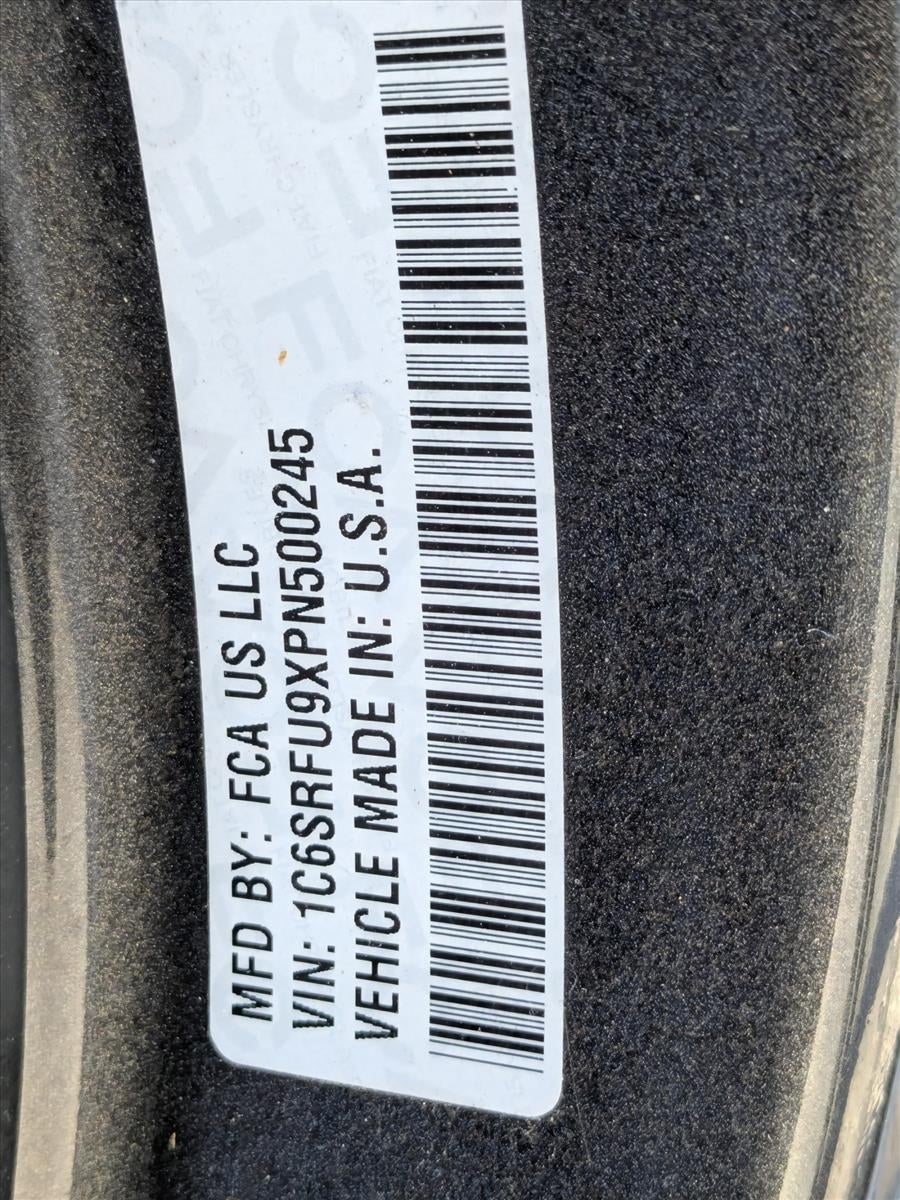 MFD BY: FCA US LLC
VIN: 1C6SRFU9XPN500245
VEHICLE MADE IN: U.S.A.